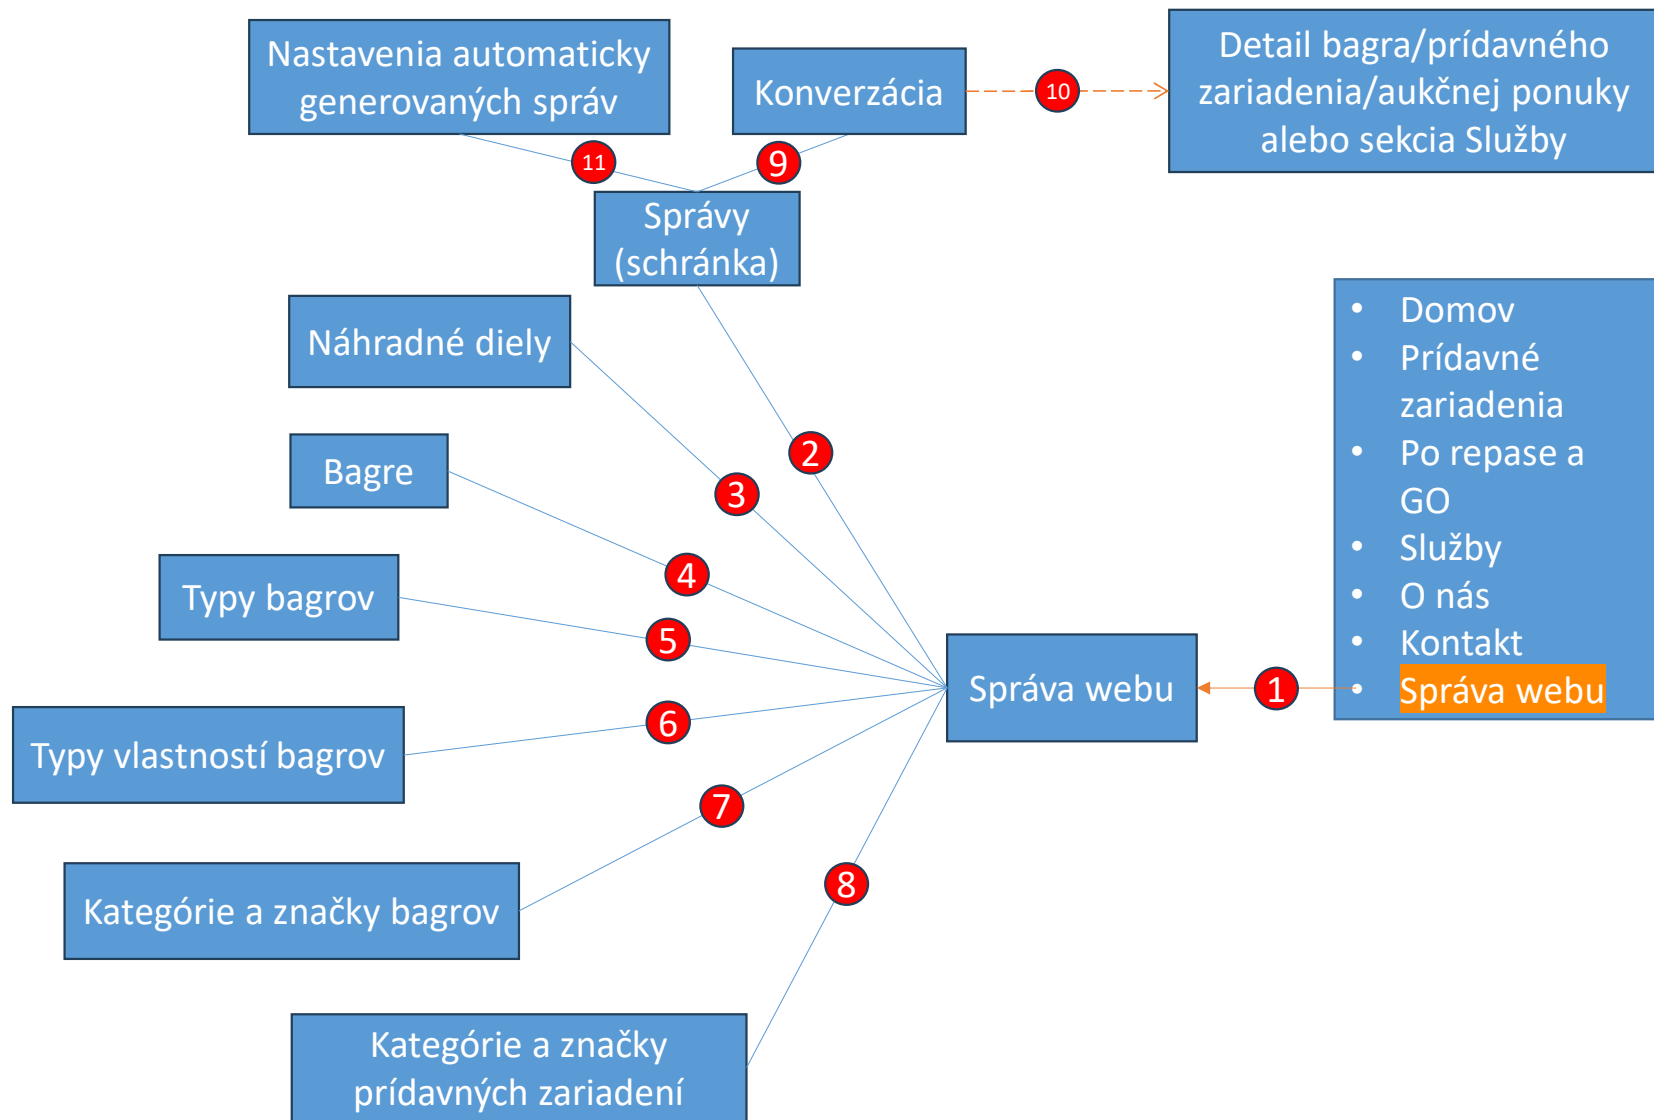 Nastavenia automaticky
generovaných správ
Konverzácia
10
Detail bagra/prídavného
zariadenia/aukčnej ponuky
alebo sekcia Služby
11
9
Správy
(schránka)
Náhradné diely
• Domov
• Prídavné
zariadenia
• Po repase a
GO
• Služby
• O nás
• Kontakt
• Správa webu
2
3
Bagre
4
Typy bagrov
5
Správa webu
1
6
Typy vlastností bagrov
7
Kategórie a značky bagrov
8
Kategórie a značky
prídavných zariadení